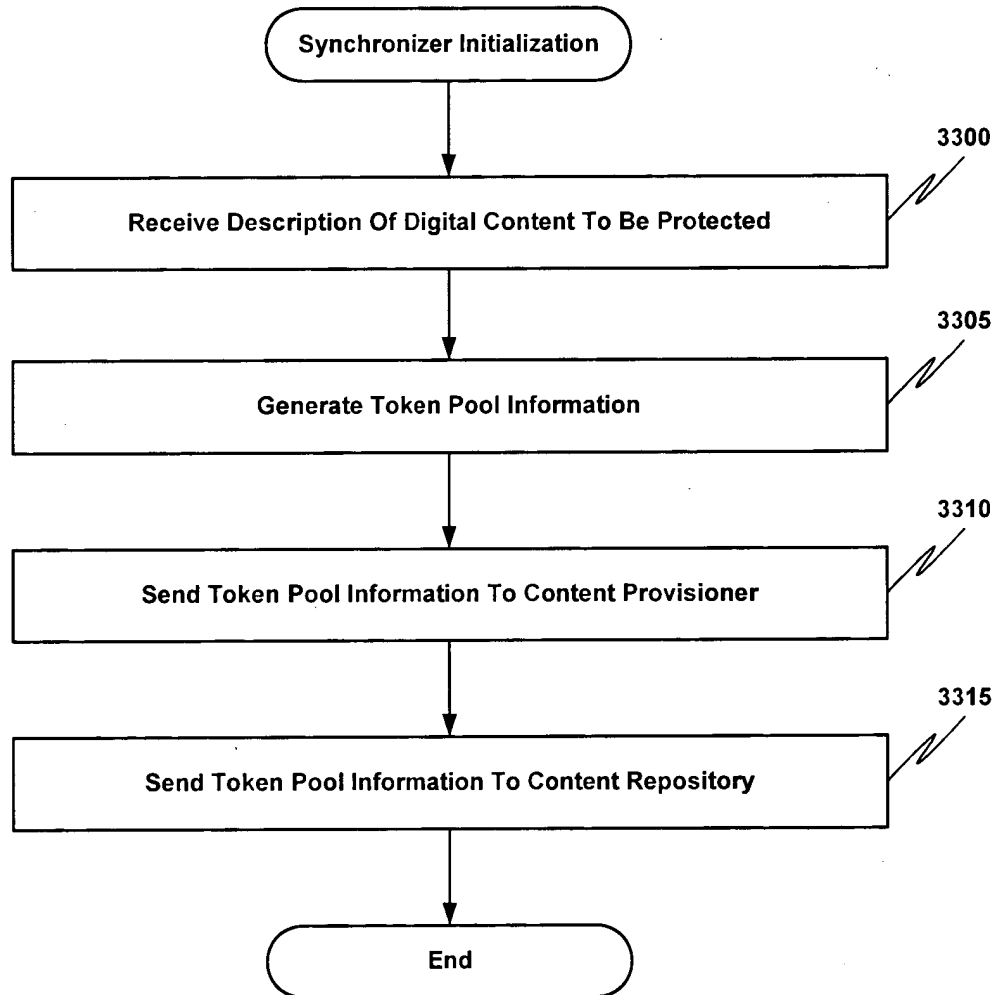 Synchronizer Initialization
3300
Receive Description Of Digital Content To Be Protected
3305
Generate Token Pool Information
3310
Send Token Pool Information To Content Provisioner
3315
Send Token Pool Information To Content Repository
End